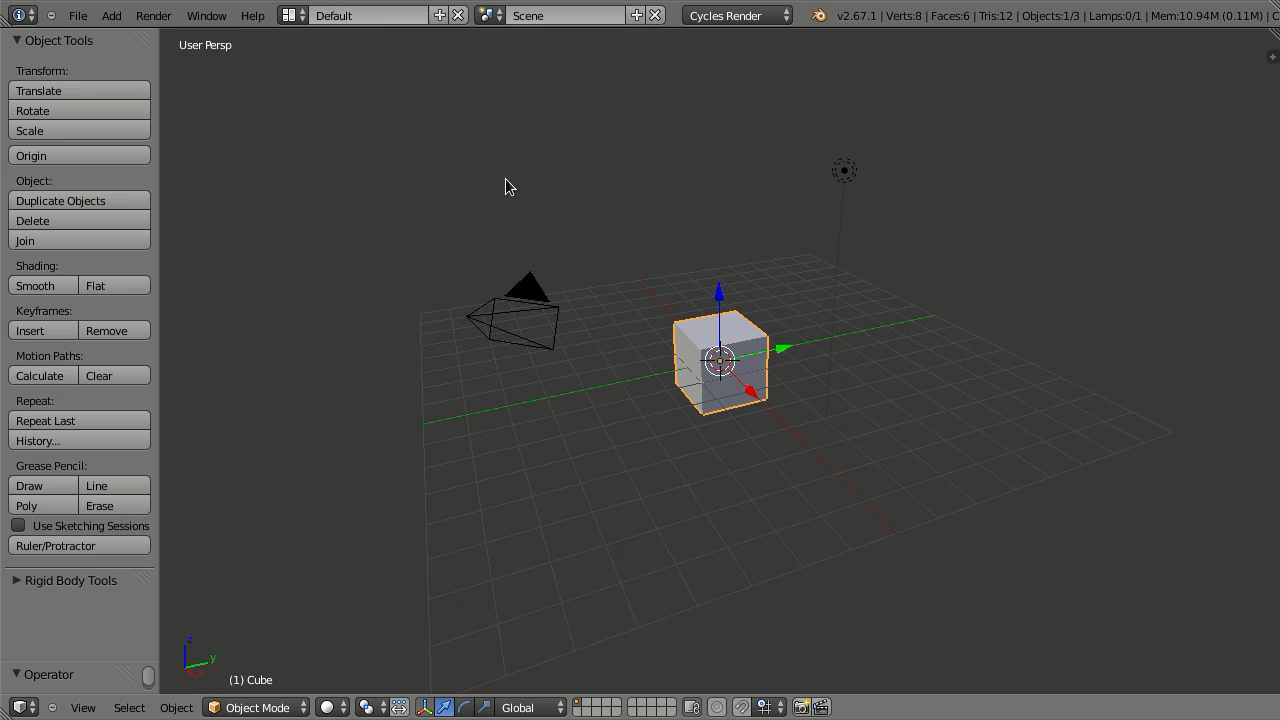 File Add Render Window Help Default Scene Cycles Render v2.67.1 | Verts:8 | Faces:6 | Tris:12 | Objects:1/3 | Lamps:0/1 | Mem:10.94M (0.11M) | C
Object Tools
User Persp
Transform:
Translate
Rotate
Scale
Origin
Object:
Duplicate Objects
Delete
Join
Shading:
Smooth Flat
Keyframes:
Insert Remove
Motion Paths:
Calculate Clear
Repeat:
Repeat Last
History...
Grease Pencil:
Draw Line
Poly Erase
Use Sketching Sessions
Ruler/Protractor
Rigid Body Tools
z
y
x
Operator
(1) Cube
View Select Object Object Mode Global